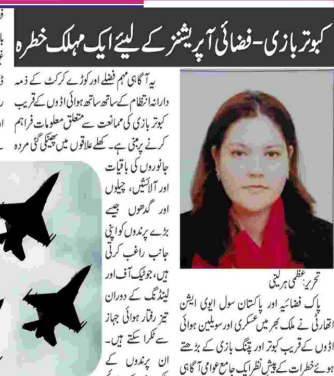 کبوتر بازی - فضائی آپریشنز کے لیئے ایک مہلک خطرہ
تحریر: عظمیٰ
پاک فضائیہ اور پاکستان سول ایوی ایشن
اتھارٹی نے ملک بھر میں عسکری اور سویلین ہوائی
اڈوں کے قریب کبوتر اور پتنگ بازی کے بڑھتے
ہوئے خطرات کے پیش نظر ایک جامع عوامی آگاہی
یہ آگاہی مہم فضلے اور کوڑے کرکٹ کے ذمہ
دارانہ انتظام کے ساتھ ساتھ ہوائی اڈوں کے قریب
کبوتر بازی کی ممانعت سے متعلق معلومات فراہم
کرنے پر مبنی ہے۔ کھلے علاقوں میں پھینکی گئی مردہ
جانوروں کی باقیات
اور آلائشیں، چیلوں
اور گدھوں جیسے
بڑے پرندوں کو اپنی
جانب راغب کرتی
ہیں، جو ٹیک آف اور
لینڈنگ کے دوران
تیز رفتار ہوائی جہاز
سے ٹکرا سکتے ہیں۔
ان پرندوں کے